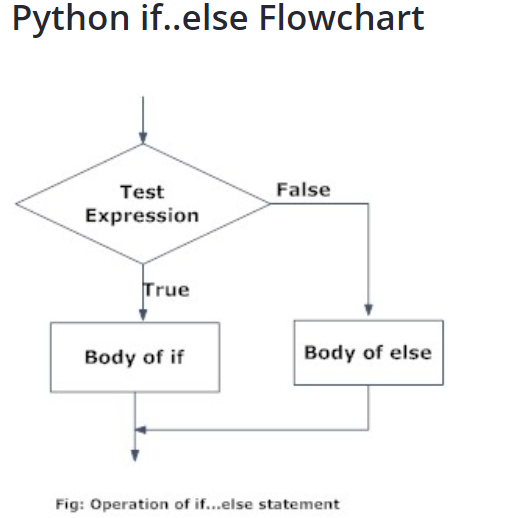 Python if..else Flowchart
Test
Expression
False
True
Body of if
Body of else
Fig: Operation of if...else statement